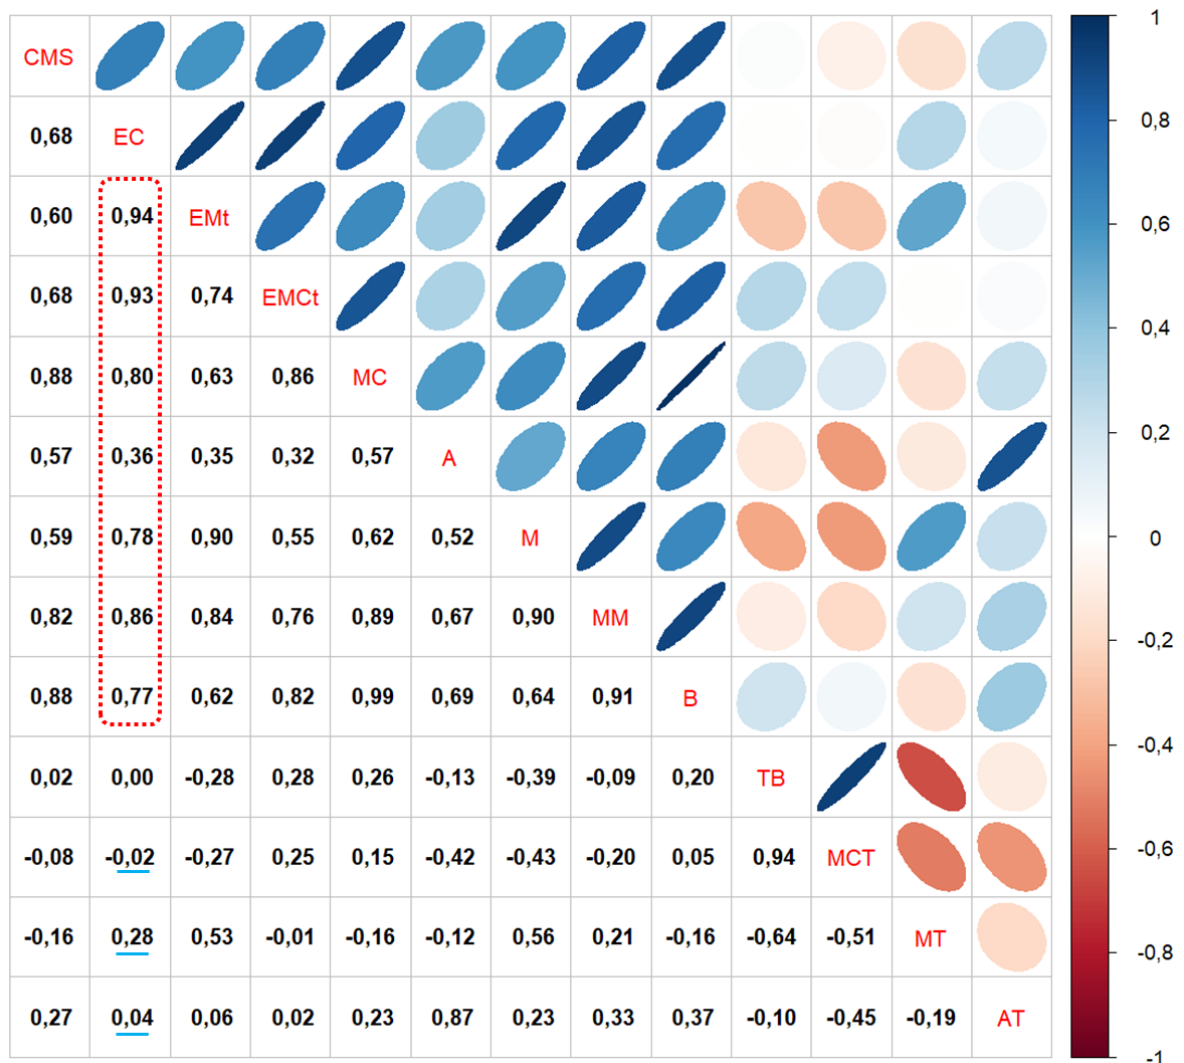 CMS 1
0,68 EC 0,8
0,60 0,94 EMt 0,6
0,68 0,93 0,74 EMCt
0,88 0,80 0,63 0,86 MC 0,4
0,57 0,36 0,35 0,32 0,57 A 0,2
0,59 0,78 0,90 0,55 0,62 0,52 M 0
0,82 0,86 0,84 0,76 0,89 0,67 0,90 MM -0,2
0,88 0,77 0,62 0,82 0,99 0,69 0,64 0,91 B -0,4
0,02 0,00 -0,28 0,28 0,26 -0,13 -0,39 -0,09 0,20 TB
-0,08 -0,02 -0,27 0,25 0,15 -0,42 -0,43 -0,20 0,05 0,94 MCT -0,6
-0,16 0,28 0,53 -0,01 -0,16 -0,12 0,56 0,21 -0,16 -0,64 -0,51 MT -0,8
0,27 0,04 0,06 0,02 0,23 0,87 0,23 0,33 0,37 -0,10 -0,45 -0,19 AT -1